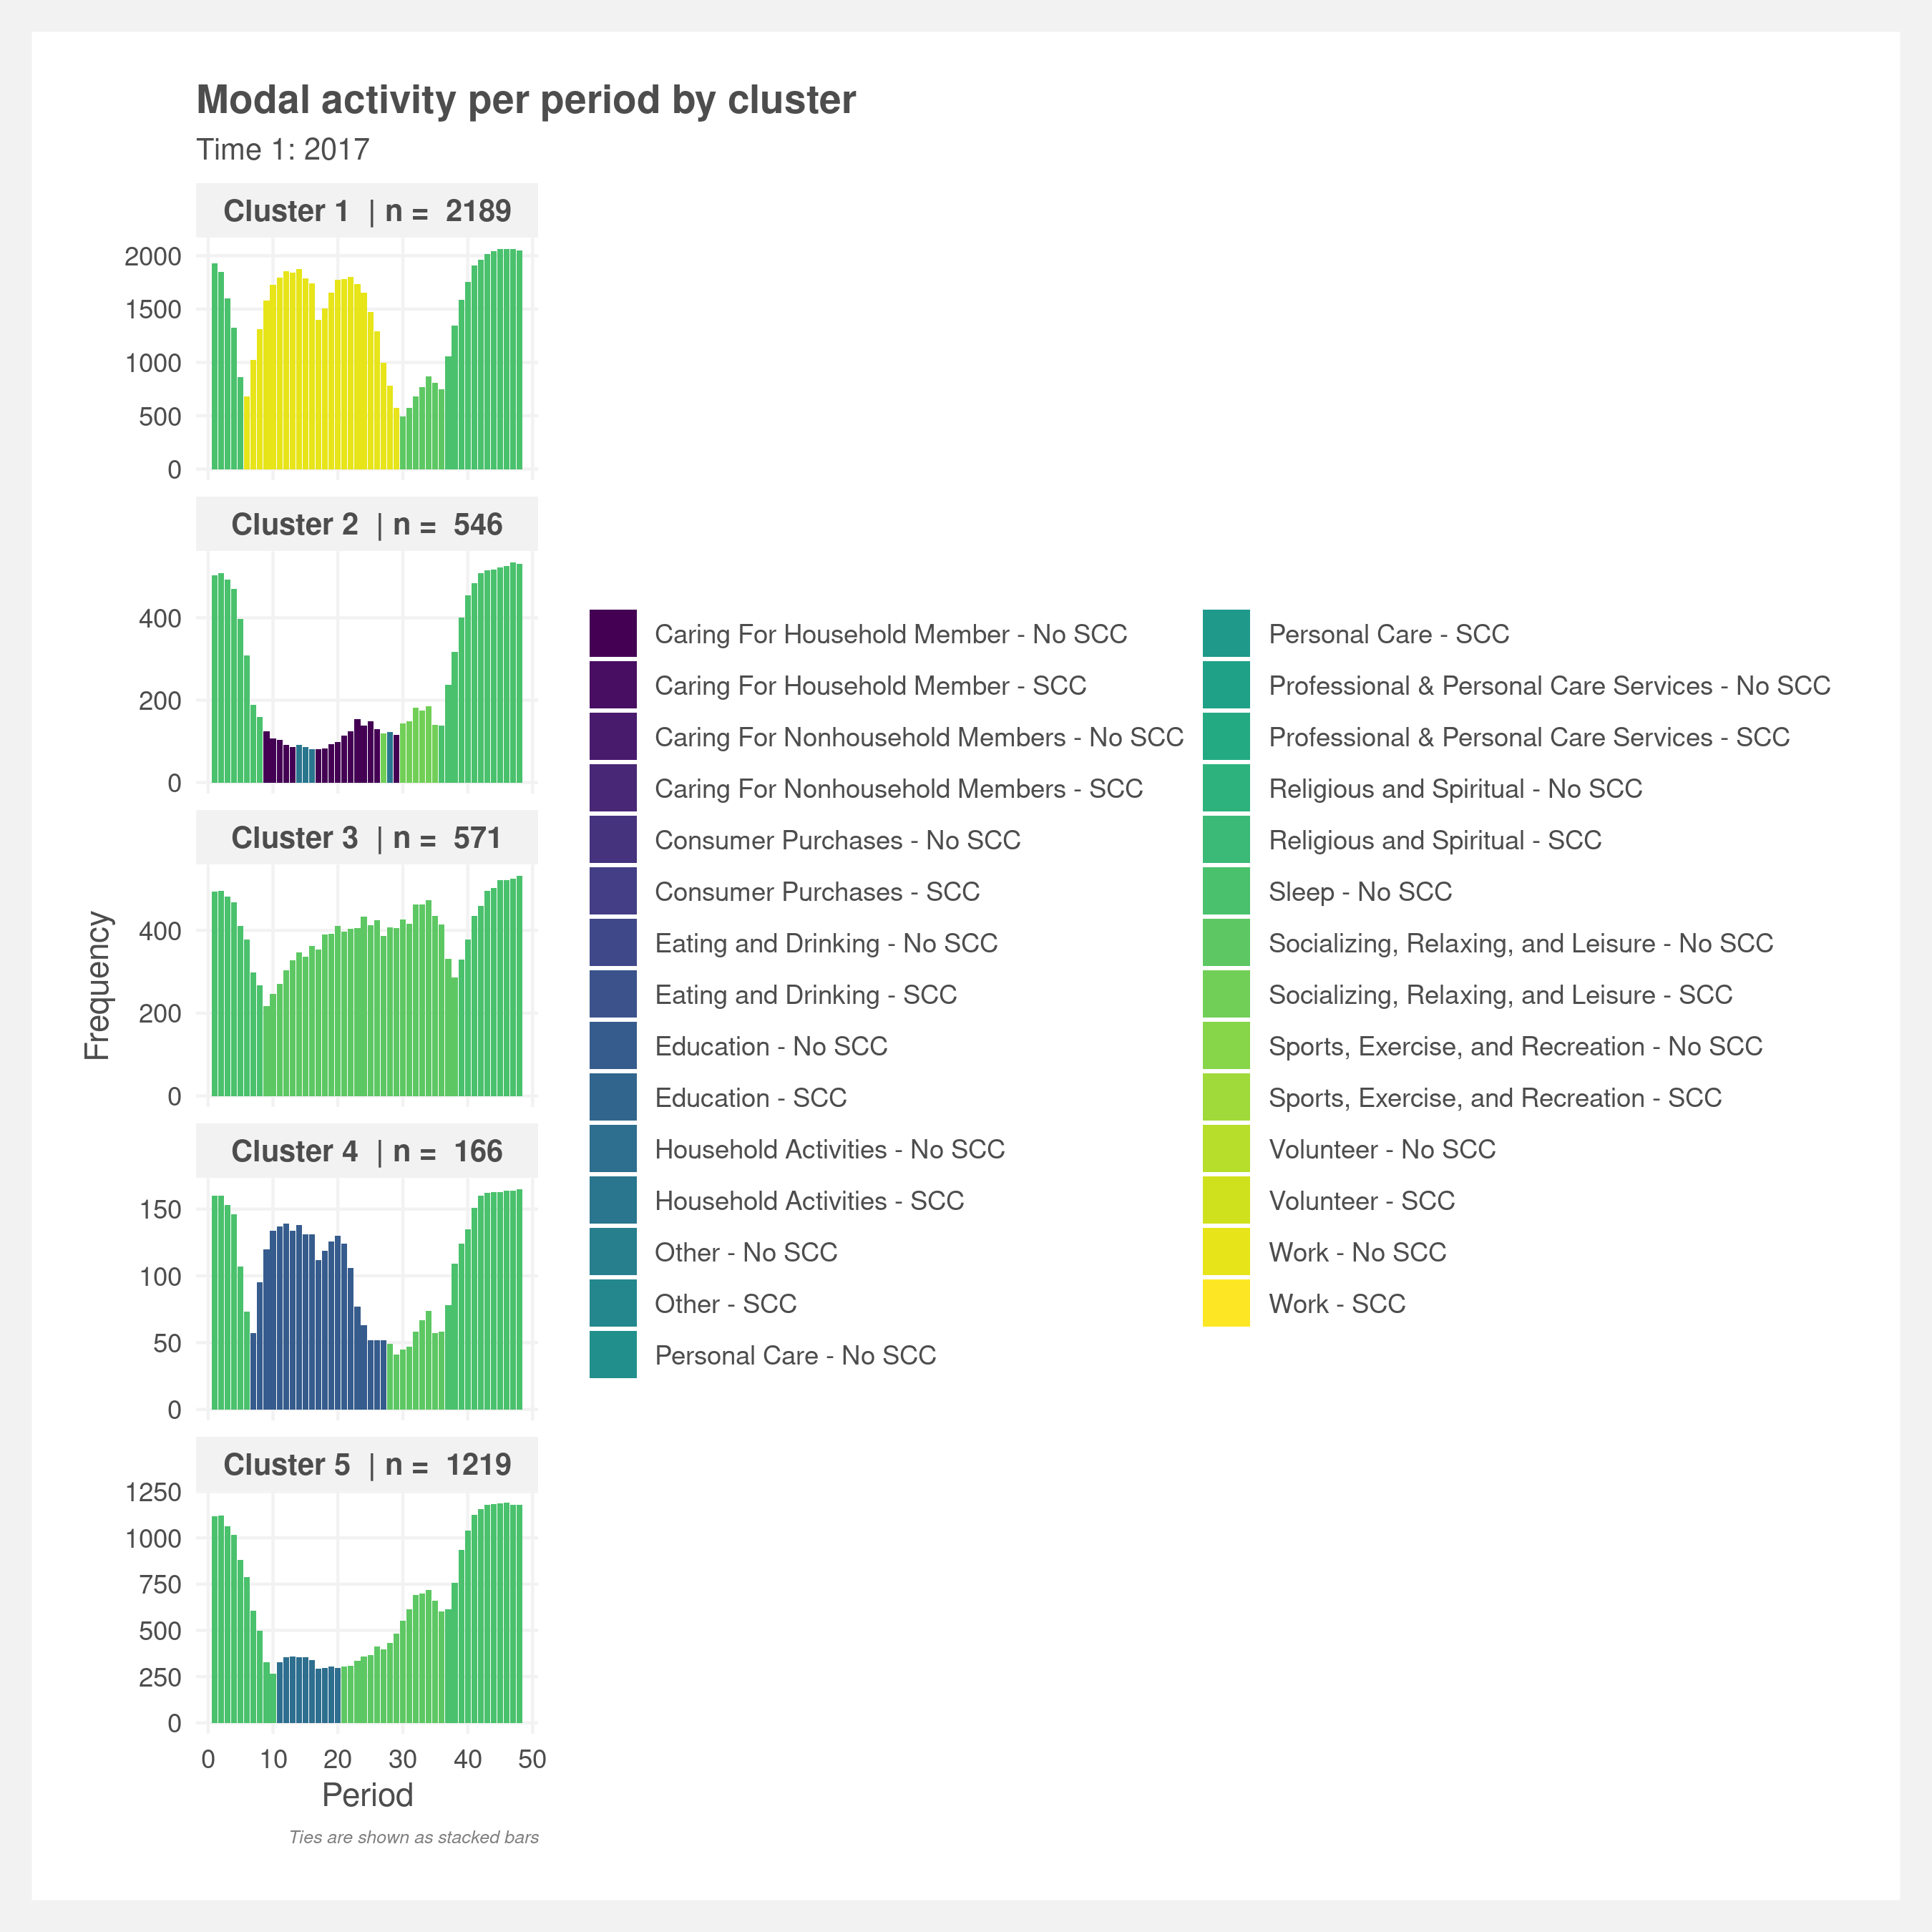 Modal activity per period by cluster
Time 1: 2017
Cluster 1 | n = 2189
2000
1500
1000
500
0
Cluster 2 | n = 546
400
200
0
Cluster 3 | n = 571
400
200
0
Cluster 4 | n = 166
150
100
50
0
Cluster 5 | n = 1219
1250
1000
750
500
250
0
0 10 20 30 40 50
Period
Frequency
Ties are shown as stacked bars
Caring For Household Member - No SCC
Caring For Household Member - SCC
Caring For Nonhousehold Members - No SCC
Caring For Nonhousehold Members - SCC
Consumer Purchases - No SCC
Consumer Purchases - SCC
Eating and Drinking - No SCC
Eating and Drinking - SCC
Education - No SCC
Education - SCC
Household Activities - No SCC
Household Activities - SCC
Other - No SCC
Other - SCC
Personal Care - No SCC
Personal Care - SCC
Professional & Personal Care Services - No SCC
Professional & Personal Care Services - SCC
Religious and Spiritual - No SCC
Religious and Spiritual - SCC
Sleep - No SCC
Socializing, Relaxing, and Leisure - No SCC
Socializing, Relaxing, and Leisure - SCC
Sports, Exercise, and Recreation - No SCC
Sports, Exercise, and Recreation - SCC
Volunteer - No SCC
Volunteer - SCC
Work - No SCC
Work - SCC